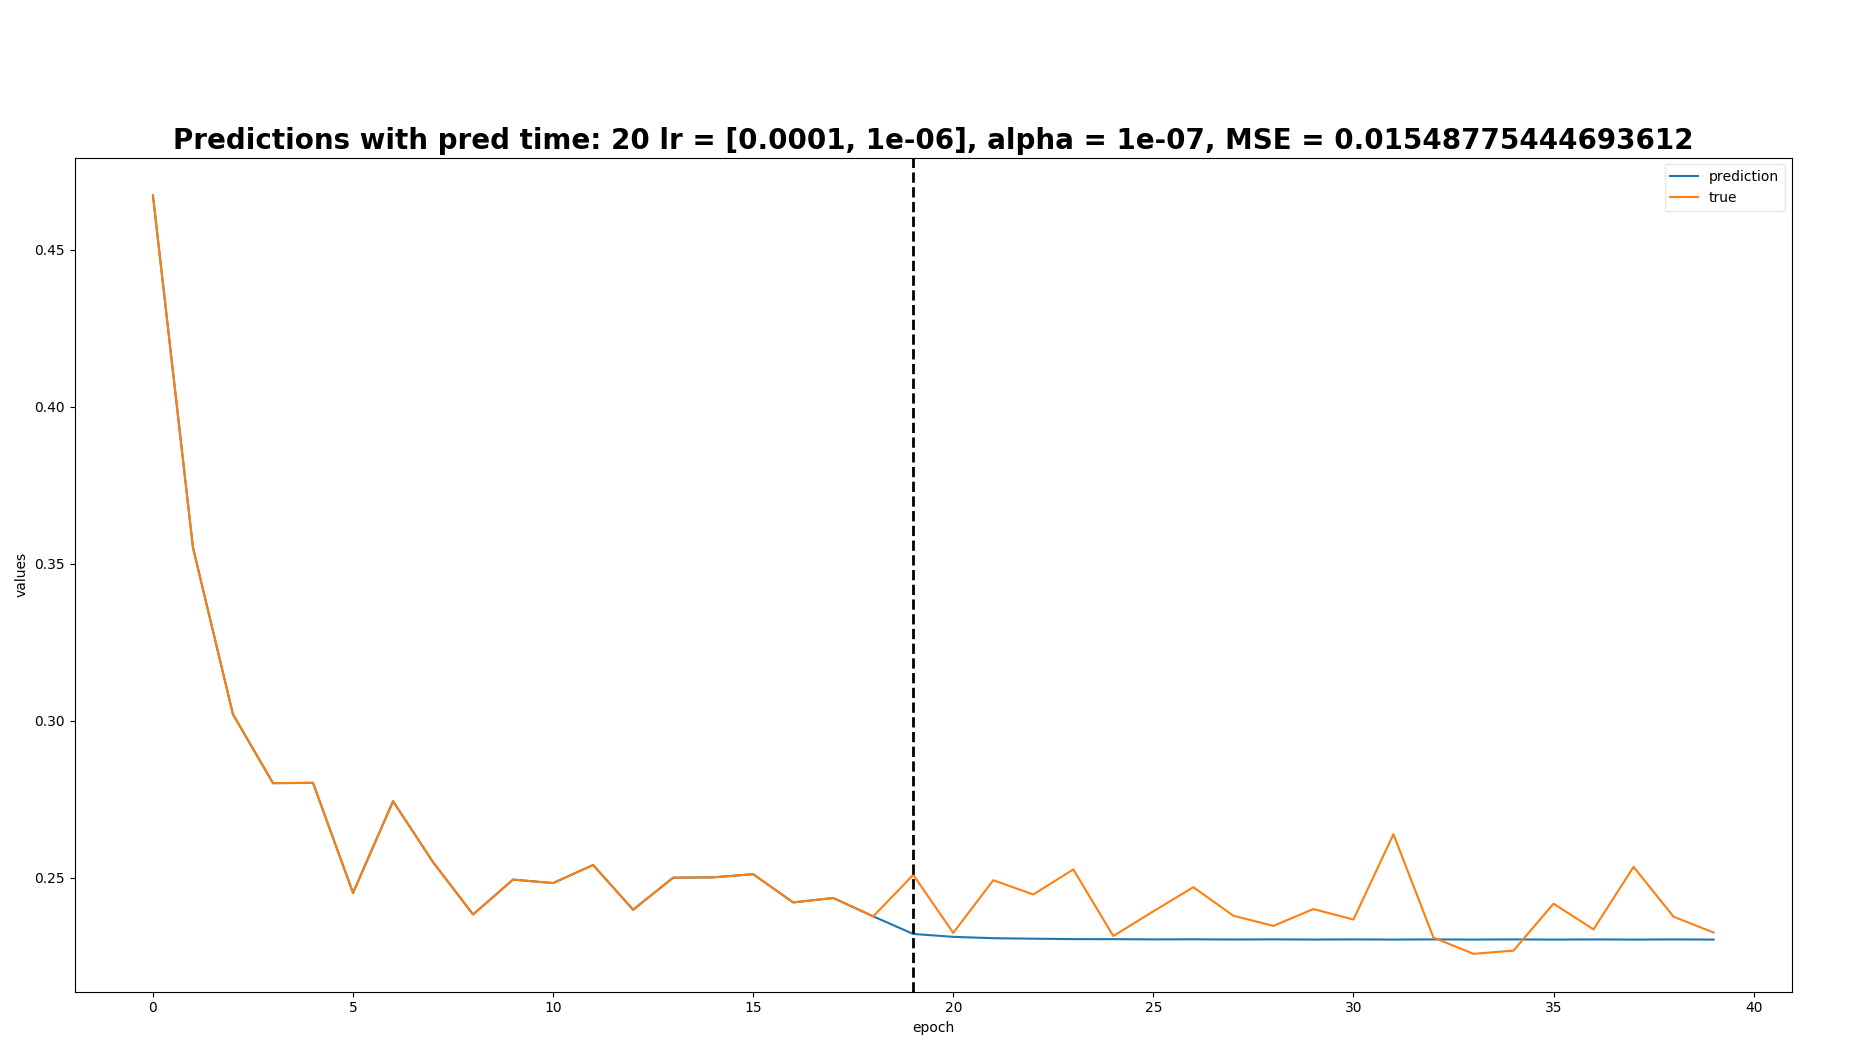 Predictions with pred time: 20 lr = [0.0001, 1e-06], alpha = 1e-07, MSE = 0.01548775444693612
prediction
true
0.45
0.40
0.35
0.30
0.25
values
0 5 10 15 20 25 30 35 40
epoch